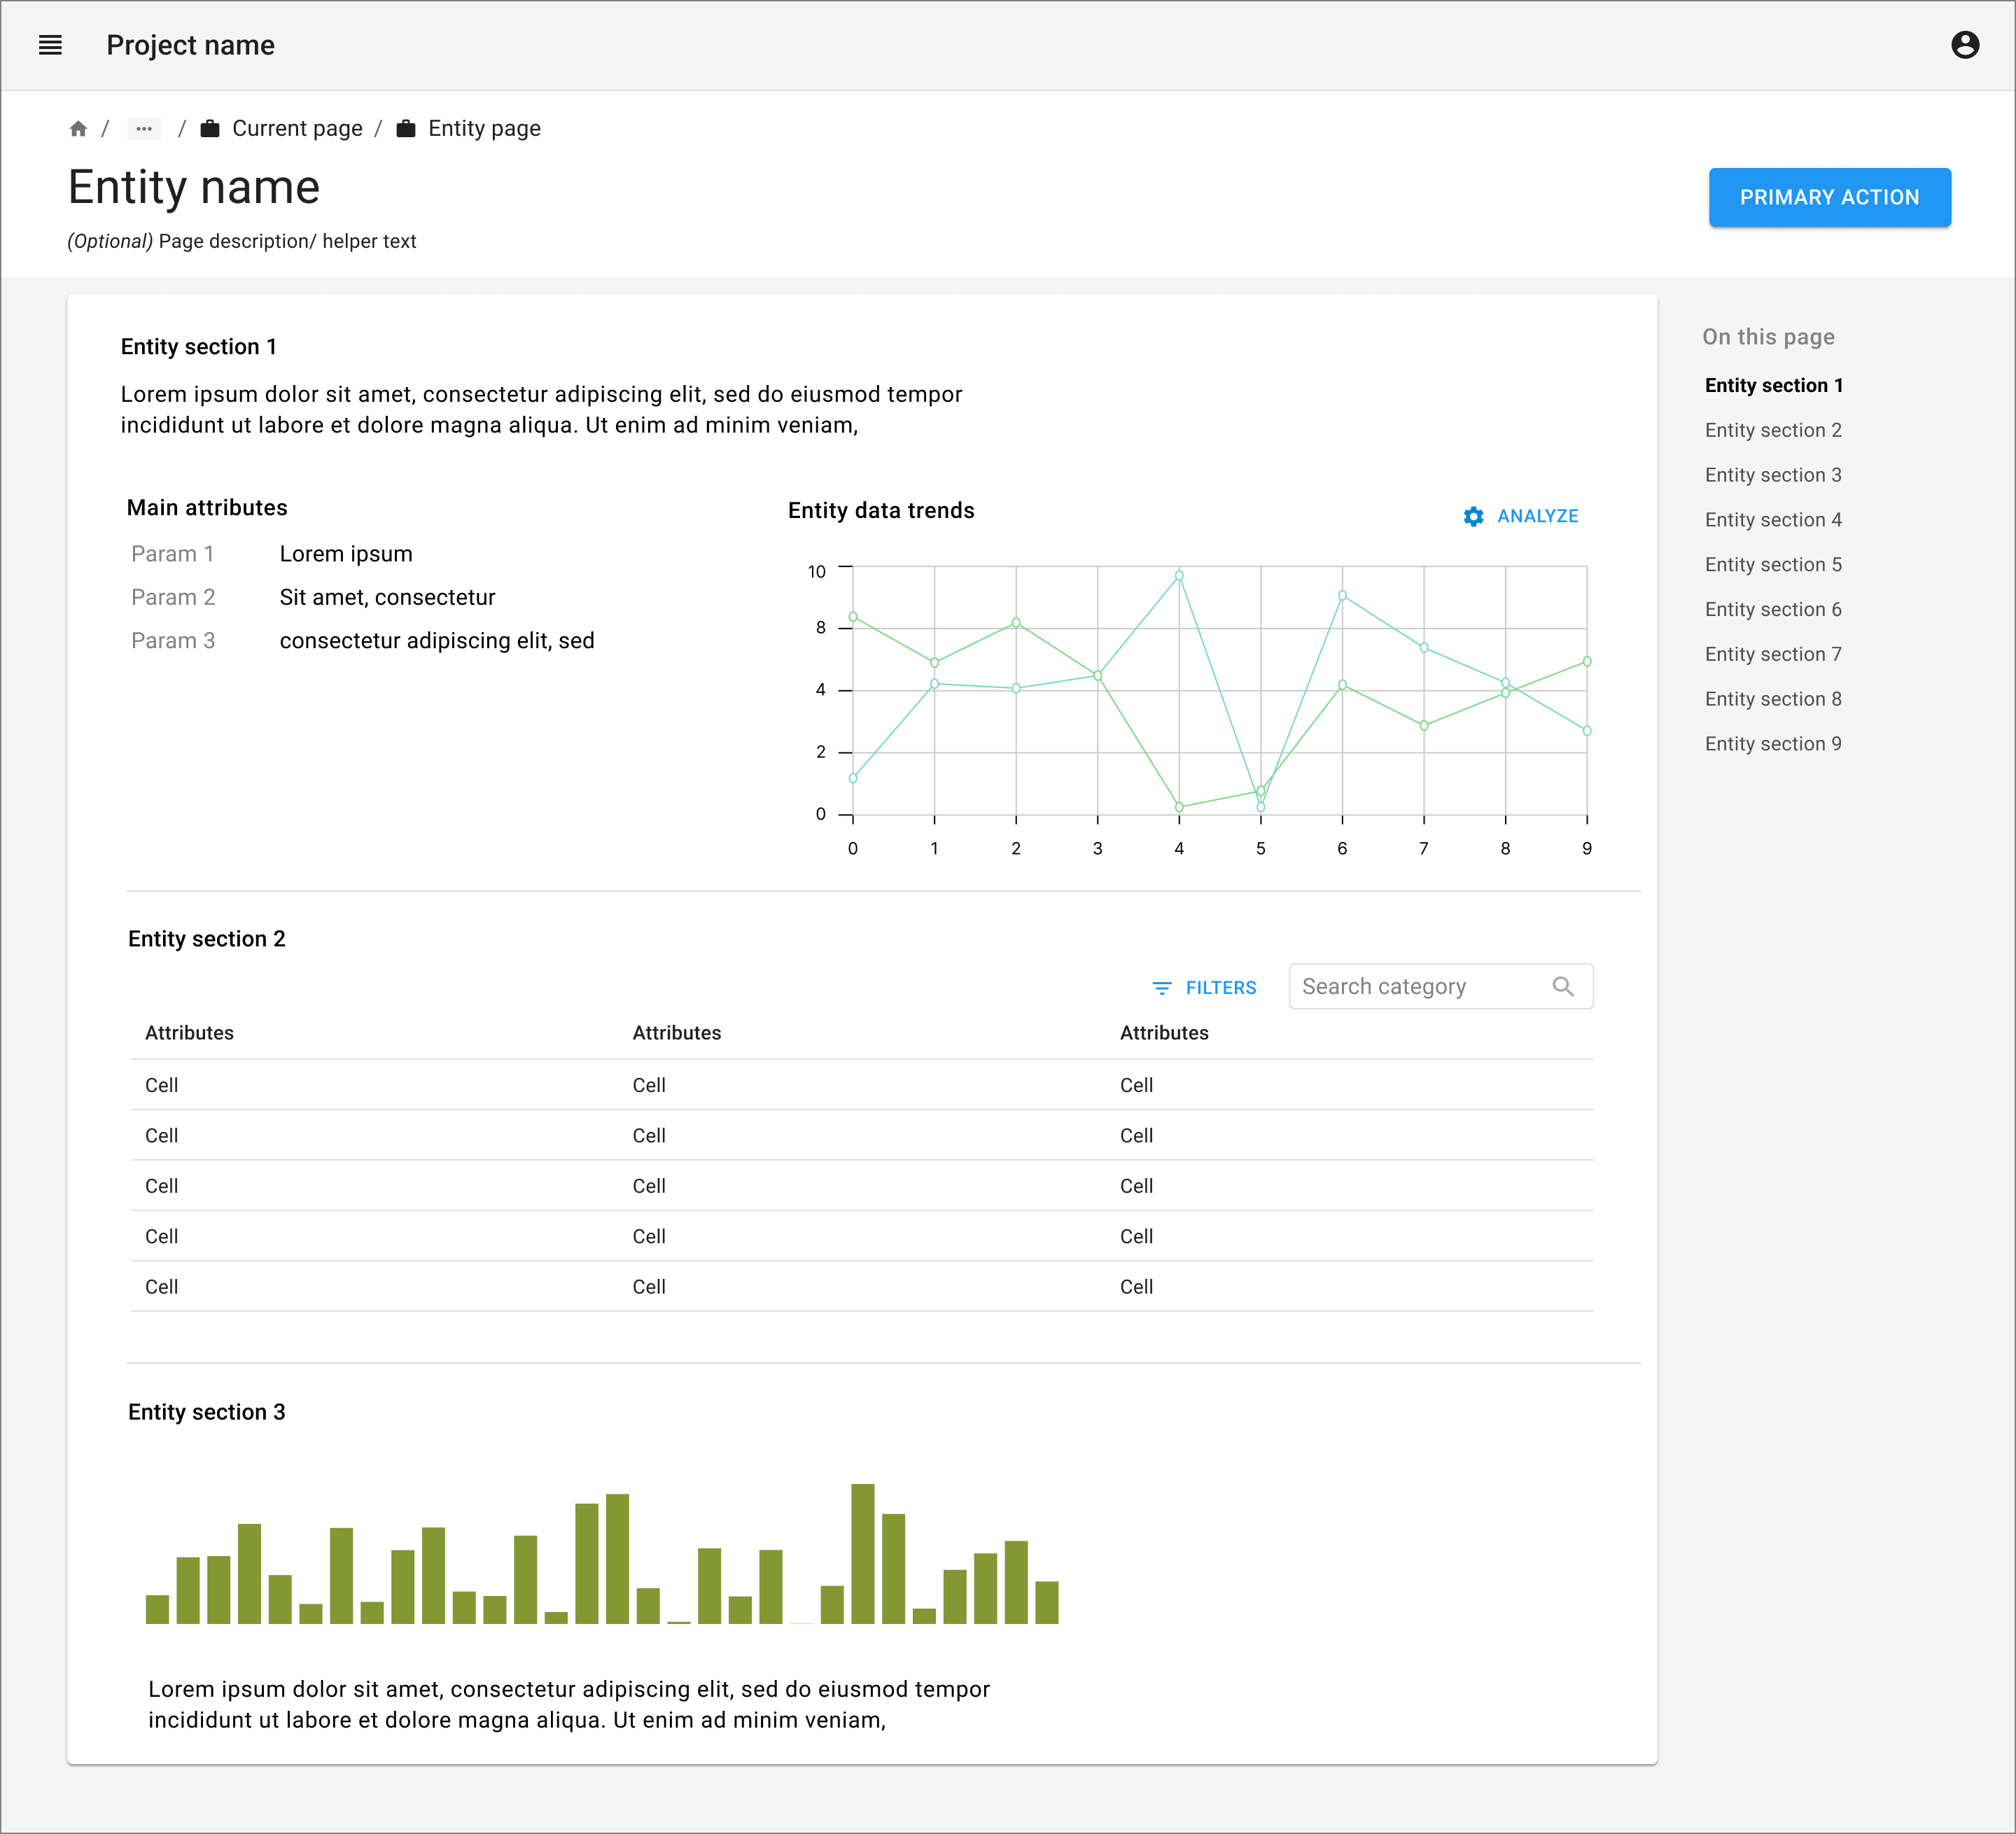 Project name
/ ... / Current page / Entity page
Entity name
PRIMARY ACTION
(Optional) Page description/ helper text
Entity section 1
Lorem ipsum dolor sit amet, consectetur adipiscing elit, sed do eiusmod tempor
incididunt ut labore et dolore magna aliqua. Ut enim ad minim veniam,
Main attributes
Param 1 Lorem ipsum
Param 2 Sit amet, consectetur
Param 3 consectetur adipiscing elit, sed
Entity data trends
ANALYZE
10
8
4
2
0
0 1 2 3 4 5 6 7 8 9
Entity section 2
FILTERS
Search category
Attributes Attributes Attributes
Cell Cell Cell
Cell Cell Cell
Cell Cell Cell
Cell Cell Cell
Cell Cell Cell
Entity section 3
Lorem ipsum dolor sit amet, consectetur adipiscing elit, sed do eiusmod tempor
incididunt ut labore et dolore magna aliqua. Ut enim ad minim veniam,
On this page
Entity section 1
Entity section 2
Entity section 3
Entity section 4
Entity section 5
Entity section 6
Entity section 7
Entity section 8
Entity section 9